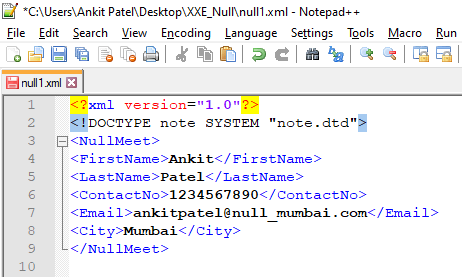 *C:\Users\Ankit Patel\Desktop\XXE_Null\null1.xml - Notepad++
File Edit Search View Encoding Language Settings Tools Macro Run
null1.xml
1 <?xml version="1.0"?>
2 <!DOCTYPE note SYSTEM "note.dtd">
3 <NullMeet>
4 <FirstName>Ankit</FirstName>
5 <LastName>Patel</LastName>
6 <ContactNo>1234567890</ContactNo>
7 <Email>ankitpatel@null_mumbai.com</Email>
8 <City>Mumbai</City>
9 </NullMeet>
10